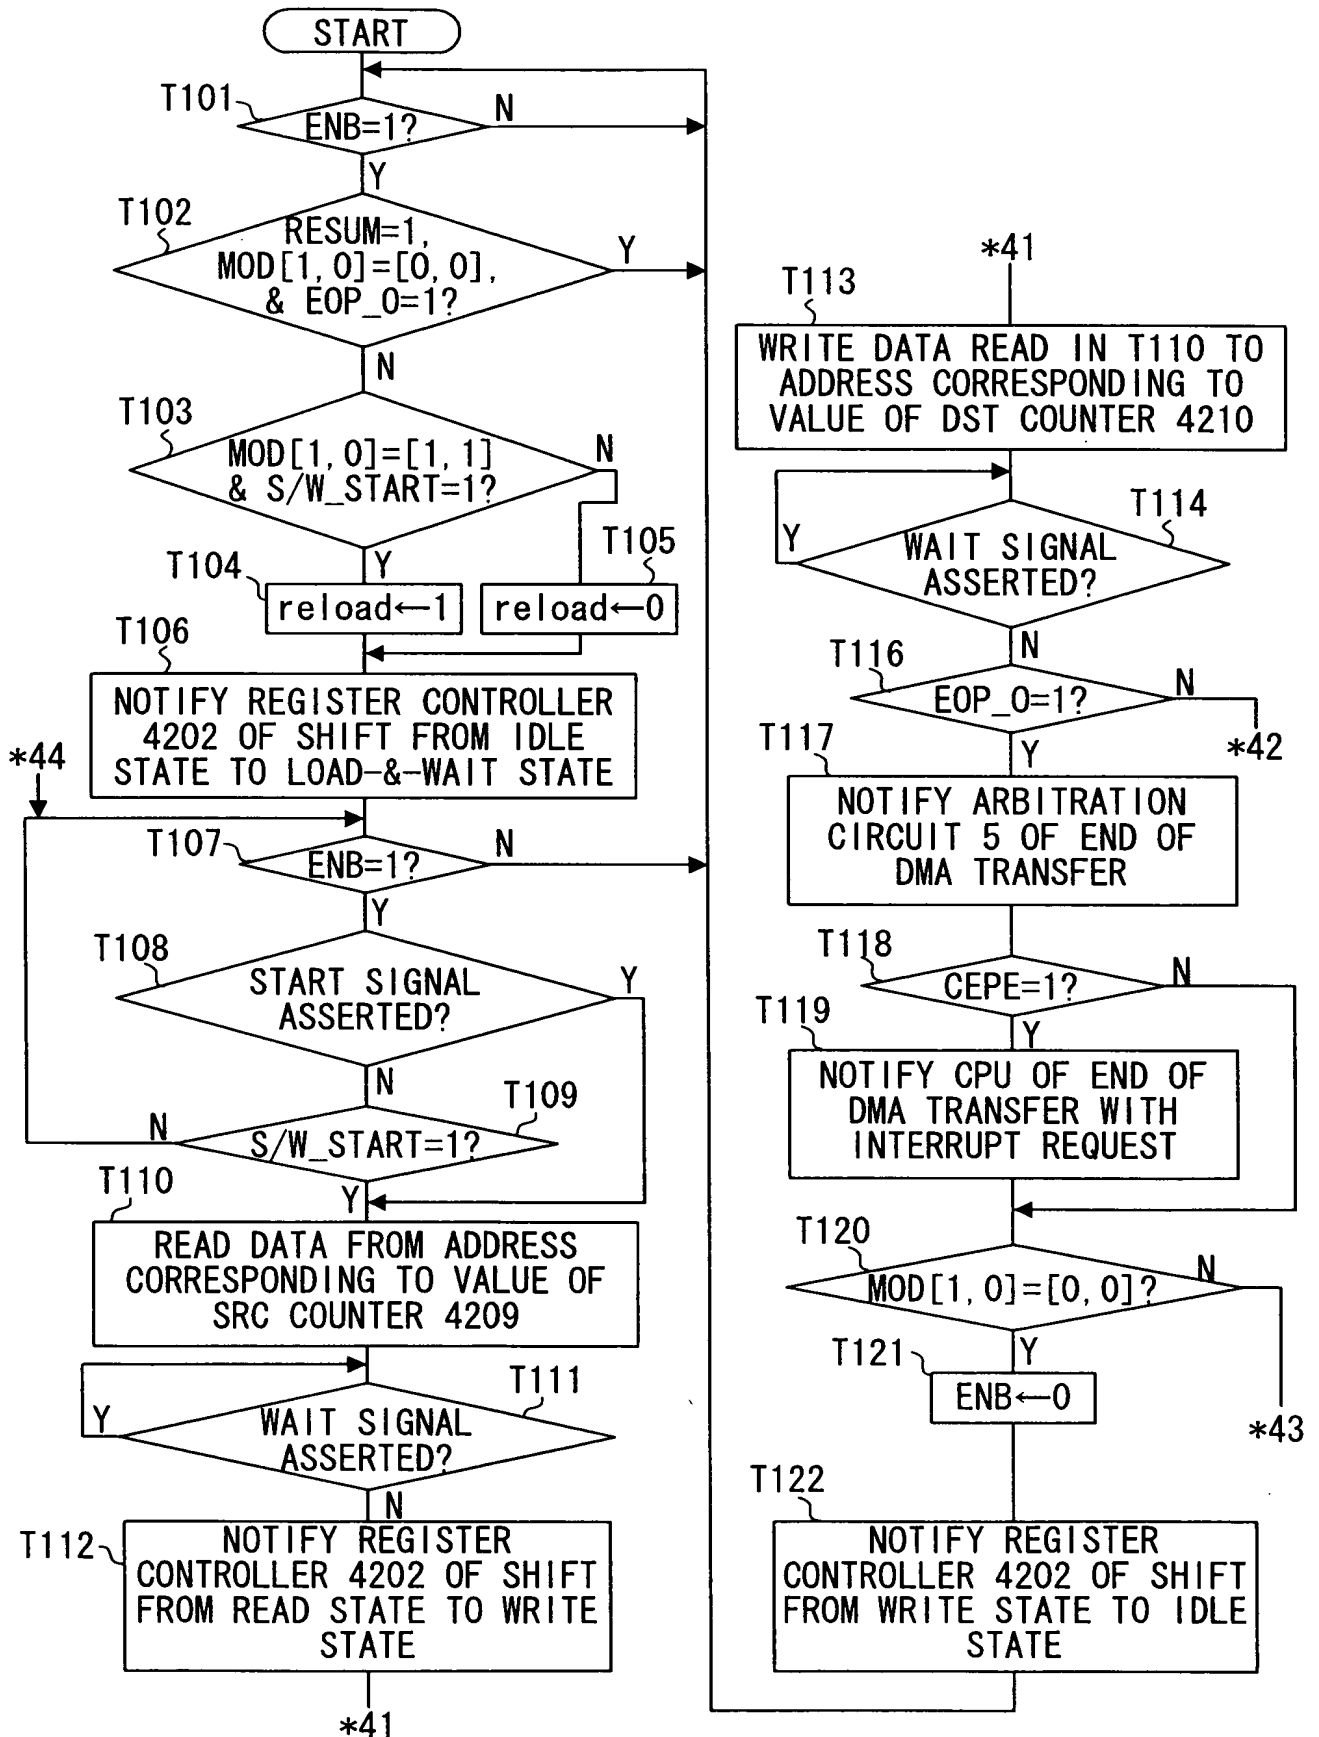 START
T101
ENB=1?
N
Y
T102
RESUM=1,
MOD[1,0]=[0,0],
& EOP_O=1?
Y
N
T103
MOD[1,0]=[1,1]
& S/W_START=1?
N
Y
T104
reload←1
T105
reload←0
T106
NOTIFY REGISTER CONTROLLER
4202 OF SHIFT FROM IDLE
STATE TO LOAD-&-WAIT STATE
*44
T107
ENB=1?
N
Y
T108
START SIGNAL
ASSERTED?
Y
N
T109
S/W_START=1?
N
Y
T110
READ DATA FROM ADDRESS
CORRESPONDING TO VALUE OF
SRC COUNTER 4209
T111
WAIT SIGNAL
ASSERTED?
Y
N
T112
NOTIFY REGISTER
CONTROLLER 4202 OF SHIFT
FROM READ STATE TO WRITE
STATE
*41
*41
T113
WRITE DATA READ IN T110 TO
ADDRESS CORRESPONDING TO
VALUE OF DST COUNTER 4210
T114
WAIT SIGNAL
ASSERTED?
Y
N
T116
EOP_O=1?
N
*42
Y
T117
NOTIFY ARBITRATION
CIRCUIT 5 OF END OF
DMA TRANSFER
T118
CEPE=1?
N
Y
T119
NOTIFY CPU OF END OF
DMA TRANSFER WITH
INTERRUPT REQUEST
T120
MOD[1,0]=[0,0]?
N
*43
Y
T121
ENB←0
T122
NOTIFY REGISTER
CONTROLLER 4202 OF SHIFT
FROM WRITE STATE TO IDLE
STATE